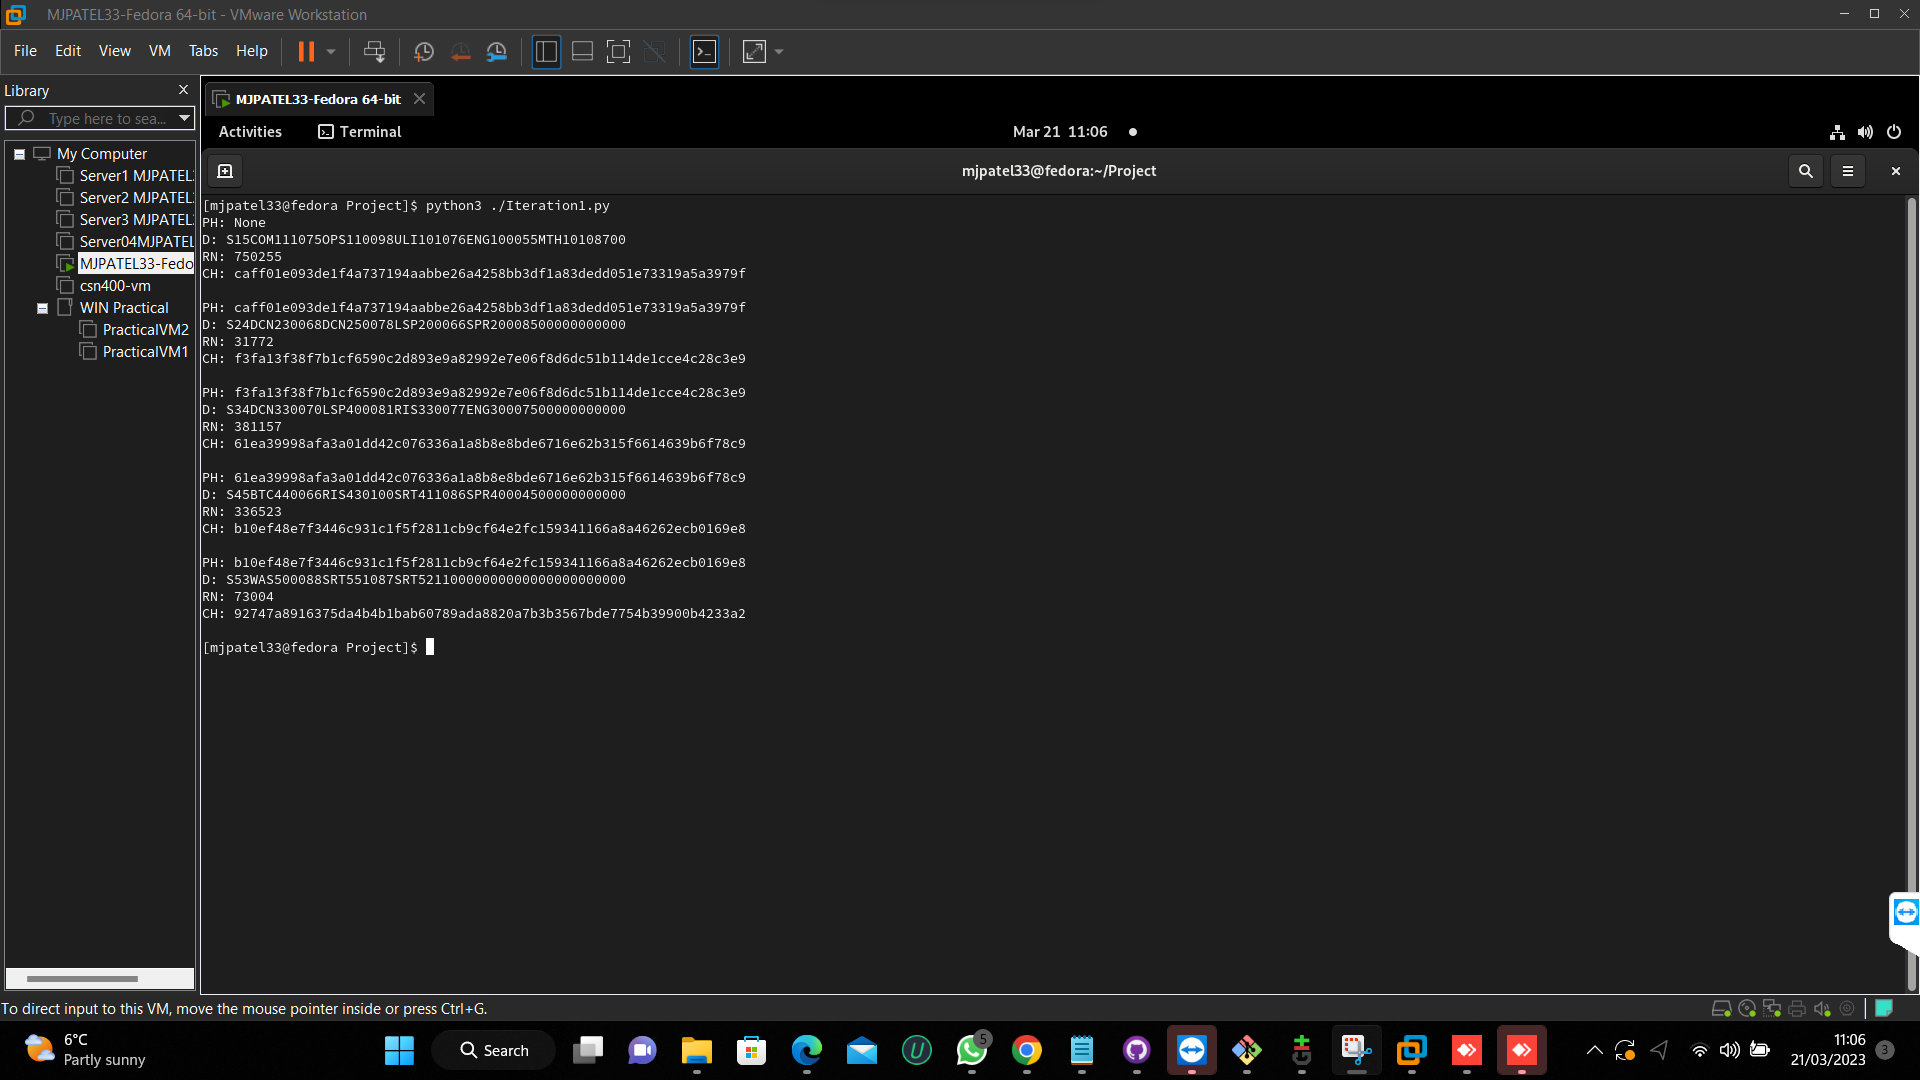 MJPATEL33-Fedora 64-bit - VMware Workstation
File Edit View VM Tabs Help
Library
Type here to sea...
My Computer
Server1 MJPATEL
Server2 MJPATEL
Server3 MJPATEL
Server04MJPATEL
MJPATEL33-Fedo
csn400-vm
WIN Practical
PracticalVM2
PracticalVM1
MJPATEL33-Fedora 64-bit
Activities Terminal Mar 21 11:06
mjpatel33@fedora:~/Project
[mjpatel33@fedora Project]$ python3 ./Iteration1.py
PH: None
D: S15COM111075OPS110098ULI101076ENG100055MTH10108700
RN: 750255
CH: caff01e093de1f4a737194aabbe26a4258bb3df1a83dedd051e73319a5a3979f
PH: caff01e093de1f4a737194aabbe26a4258bb3df1a83dedd051e73319a5a3979f
D: S24DCN230068DCN250078LSP200066SPR20008500000000000
RN: 31772
CH: f3fa13f38f7b1cf6590c2d893e9a82992e7e06f8d6dc51b114de1cce4c28c3e9
PH: f3fa13f38f7b1cf6590c2d893e9a82992e7e06f8d6dc51b114de1cce4c28c3e9
D: S34DCN330070LSP400081RIS330077ENG30007500000000000
RN: 381157
CH: 61ea39998afa3a01dd42c076336a1a8b8e8bde6716e62b315f6614639b6f78c9
PH: 61ea39998afa3a01dd42c076336a1a8b8e8bde6716e62b315f6614639b6f78c9
D: S45BTC440066RIS430100SRT411086SPR40004500000000000
RN: 336523
CH: b10ef48e7f3446c931c1f5f2811cb9cf64e2fc159341166a8a46262ecb0169e8
PH: b10ef48e7f3446c931c1f5f2811cb9cf64e2fc159341166a8a46262ecb0169e8
D: S53WAS500088SRT551087SRT52110000000000000000000000
RN: 73004
CH: 92747a8916375da4b4b1bab60789ada8820a7b3b3567bde7754b39900b4233a2
[mjpatel33@fedora Project]$
To direct input to this VM, move the mouse pointer inside or press Ctrl+G.
6°C
Partly sunny
Search
5
11:06
21/03/2023
3